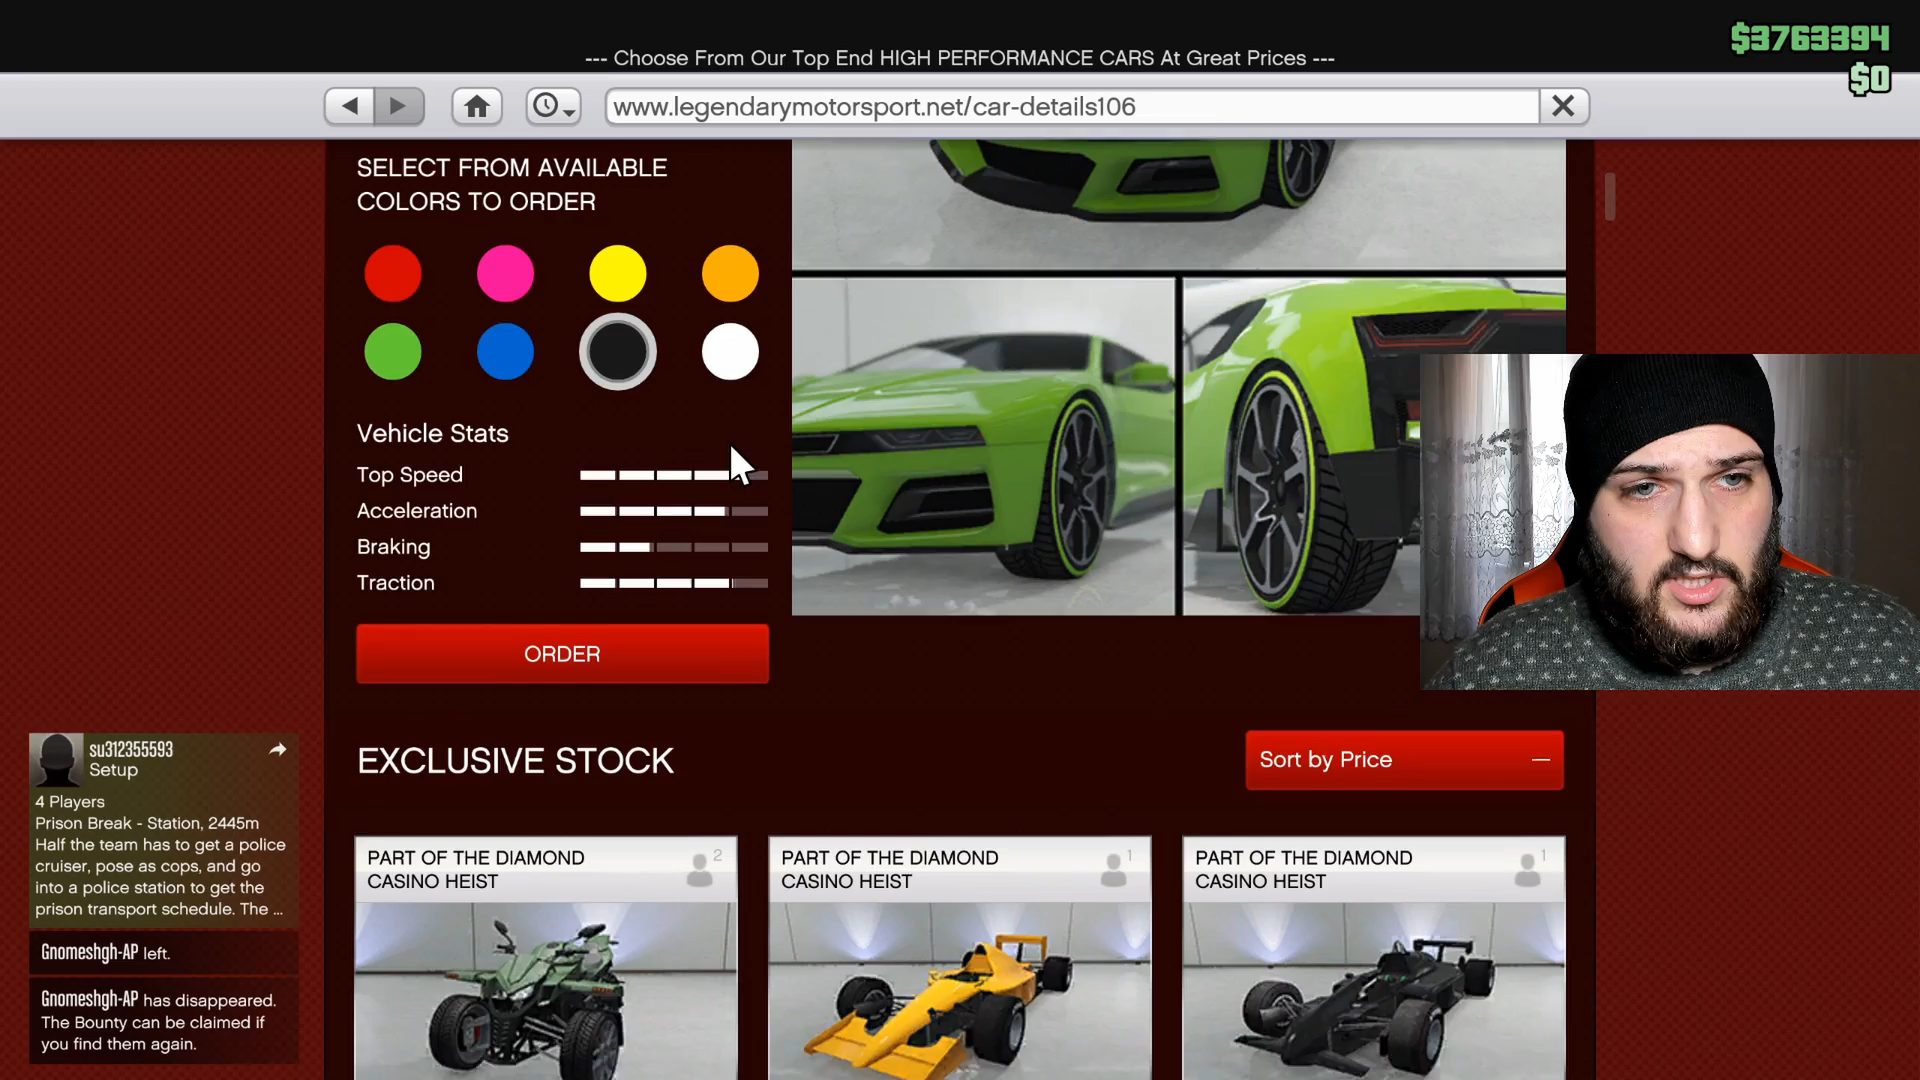 $3763394
$0
--- Choose From Our Top End HIGH PERFORMANCE CARS At Great Prices ---
www.legendarymotorsport.net/car-details106
SELECT FROM AVAILABLE
COLORS TO ORDER
Vehicle Stats
Top Speed
Acceleration
Braking
Traction
ORDER
EXCLUSIVE STOCK
Sort by Price
PART OF THE DIAMOND
CASINO HEIST
2
PART OF THE DIAMOND
CASINO HEIST
1
PART OF THE DIAMOND
CASINO HEIST
1
su312355593
Setup
4 Players
Prison Break - Station, 2445m
Half the team has to get a police
cruiser, pose as cops, and go
into a police station to get the
prison transport schedule. The ...
Gnomeshgh-AP left.
Gnomeshgh-AP has disappeared.
The Bounty can be claimed if
you find them again.